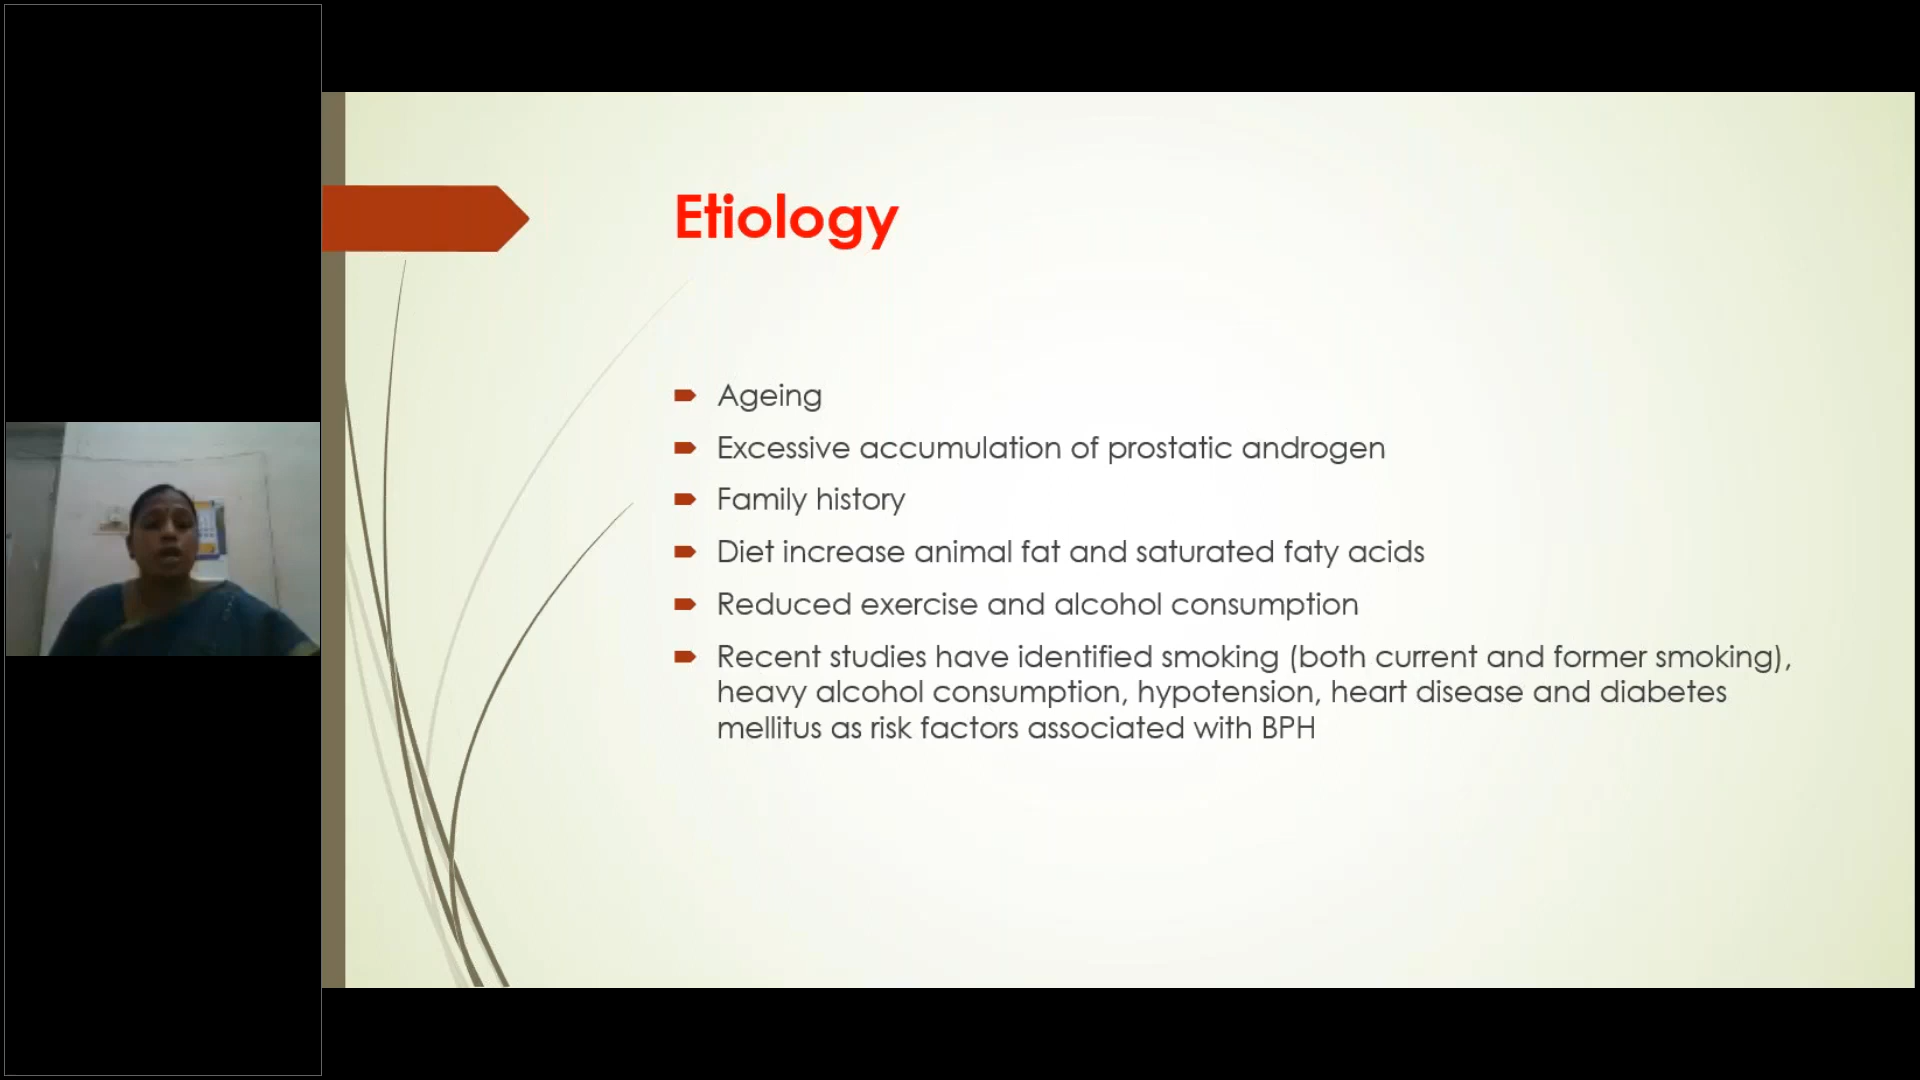 Etiology
Ageing
Excessive accumulation of prostatic androgen
Family history
Diet increase animal fat and saturated faty acids
Reduced exercise and alcohol consumption
Recent studies have identified smoking (both current and former smoking),
heavy alcohol consumption, hypotension, heart disease and diabetes
mellitus as risk factors associated with BPH